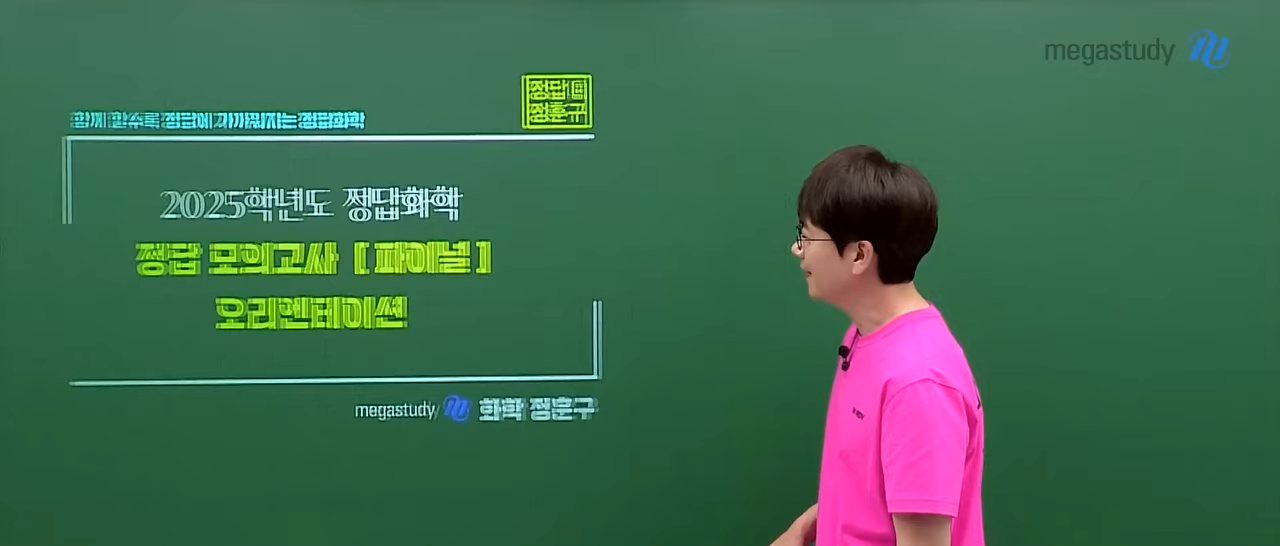 megastudy
정답
정훈구
함께 할수록 정답에 가까워지는 정답화학
2025학년도 정답화학
정답 모의고사 [파이널]
오리엔테이션
megastudy 화학 정훈구